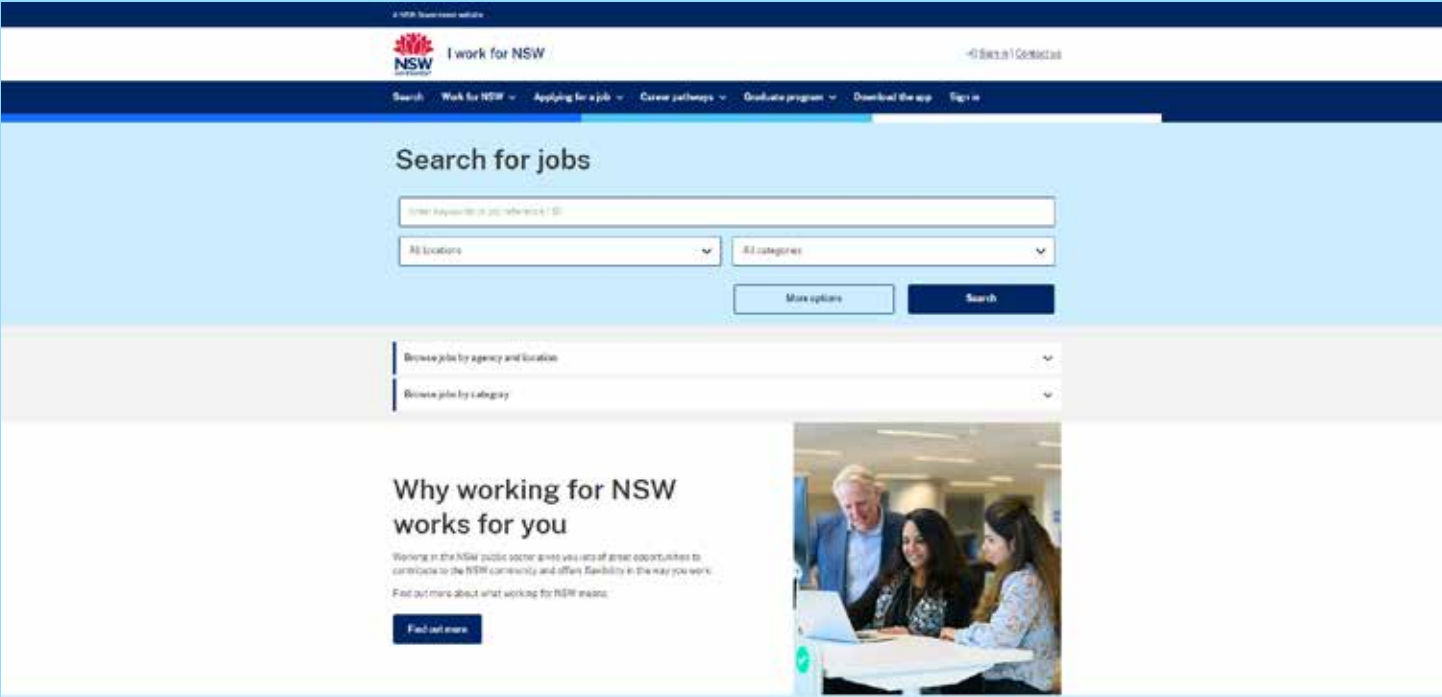 A NSW Government website
NSW
GOVERNMENT
I work for NSW
Sign in | Contact us
Search
Work for NSW
Applying for a job
Career pathways
Graduate program
Download the app
Sign in
Search for jobs
Enter keywords or job reference / ID
All locations
All categories
More options
Search
Browse jobs by agency and location
Browse jobs by category
Why working for NSW
works for you
Working in the NSW public sector gives you lots of great opportunities to
contribute to the NSW community and offers flexibility in the way you work.
Find out more about what working for NSW means.
Find out more